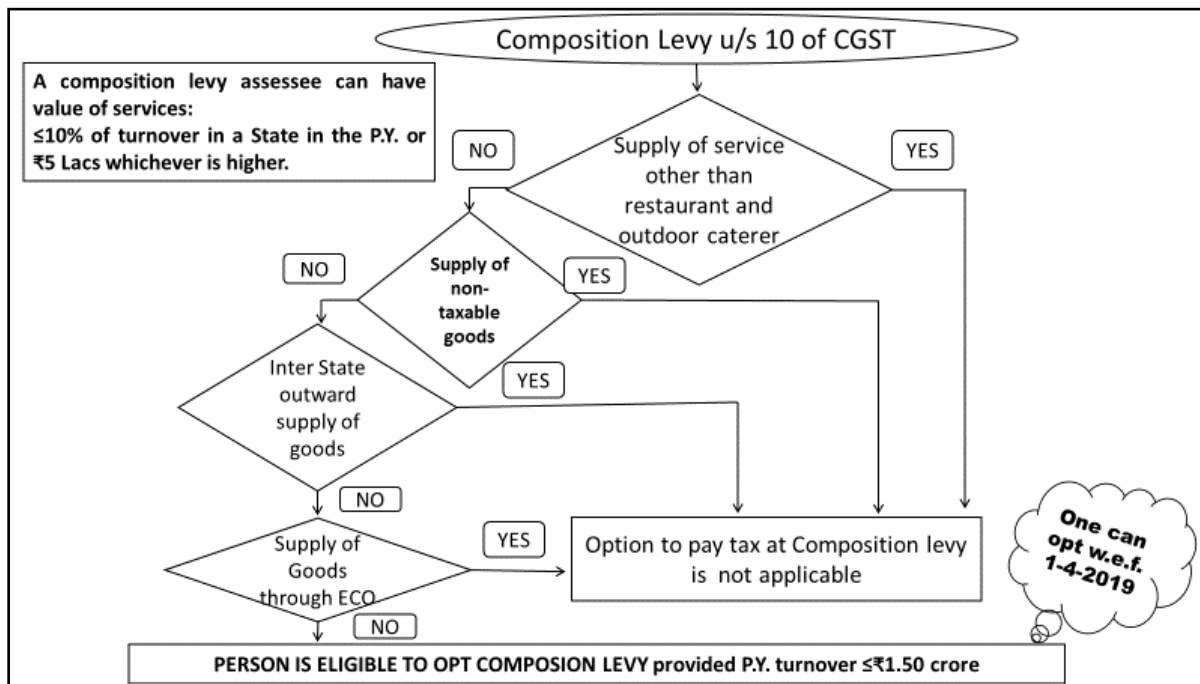 Composition Levy u/s 10 of CGST
A composition levy assessee can have
value of services:
≤10% of turnover in a State in the P.Y. or
₹5 Lacs whichever is higher.
NO
Supply of service
other than
restaurant and
outdoor caterer
YES
NO
Supply of
non-
taxable
goods
YES
Inter State
outward
supply of
goods
YES
NO
Supply of
Goods
through ECO
YES
Option to pay tax at Composition levy
is not applicable
One can
opt w.e.f.
1-4-2019
NO
PERSON IS ELIGIBLE TO OPT COMPOSION LEVY provided P.Y. turnover ≤₹1.50 crore